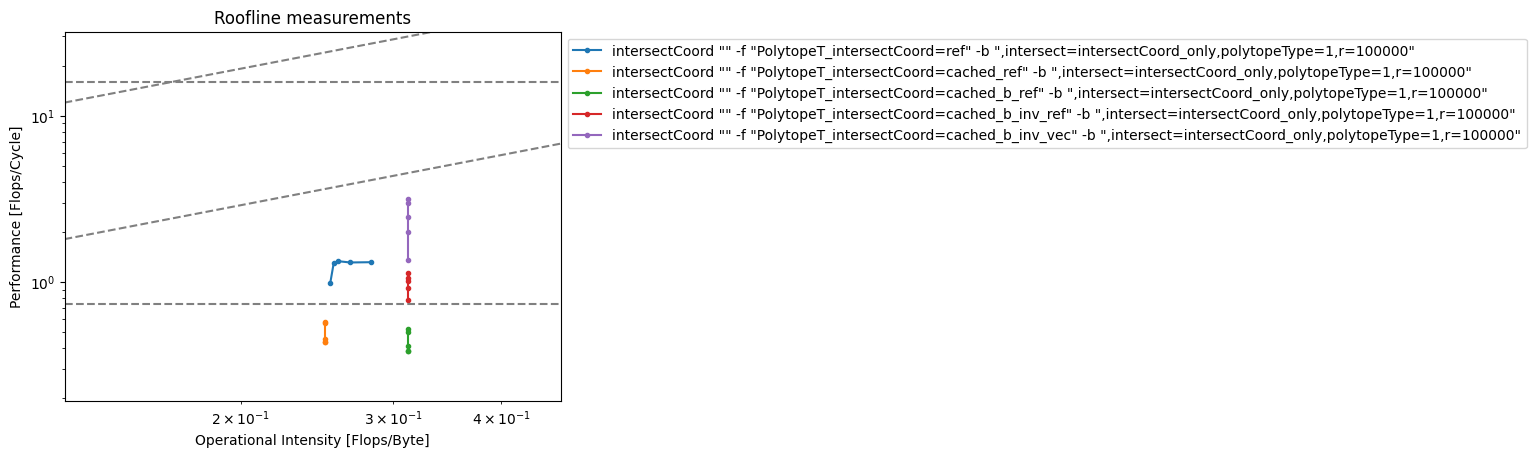 Roofline measurements
Performance [Flops/Cycle]
10^1
10^0
2 × 10^-1
3 × 10^-1
4 × 10^-1
Operational Intensity [Flops/Byte]
intersectCoord "" -f "PolytopeT_intersectCoord=ref" -b ",intersect=intersectCoord_only,polytopeType=1,r=100000"
intersectCoord "" -f "PolytopeT_intersectCoord=cached_ref" -b ",intersect=intersectCoord_only,polytopeType=1,r=100000"
intersectCoord "" -f "PolytopeT_intersectCoord=cached_b_ref" -b ",intersect=intersectCoord_only,polytopeType=1,r=100000"
intersectCoord "" -f "PolytopeT_intersectCoord=cached_b_inv_ref" -b ",intersect=intersectCoord_only,polytopeType=1,r=100000"
intersectCoord "" -f "PolytopeT_intersectCoord=cached_b_inv_vec" -b ",intersect=intersectCoord_only,polytopeType=1,r=100000"